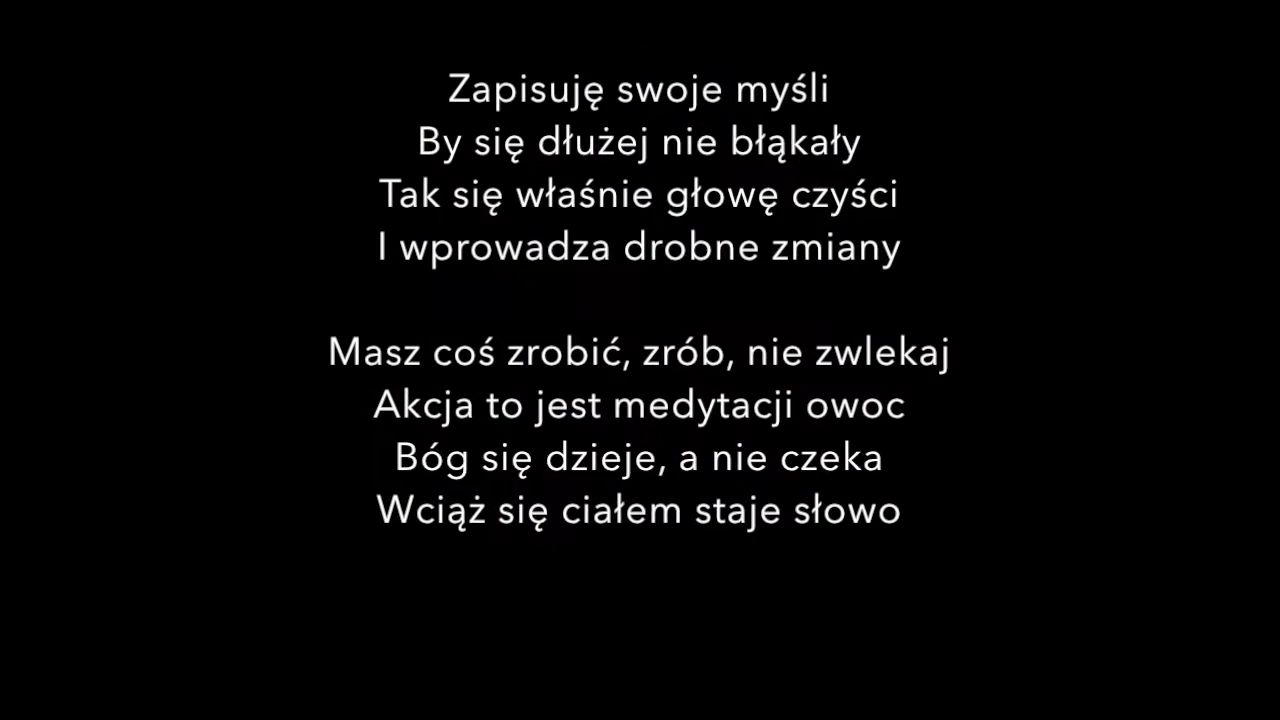 Zapisuję swoje myśli
By się dłużej nie błąkały
Tak się właśnie głowę czyści
I wprowadza drobne zmiany
Masz coś zrobić, zrób, nie zwlekaj
Akcja to jest medytacji owoc
Bóg się dzieje, a nie czeka
Wciąż się ciałem staje słowo